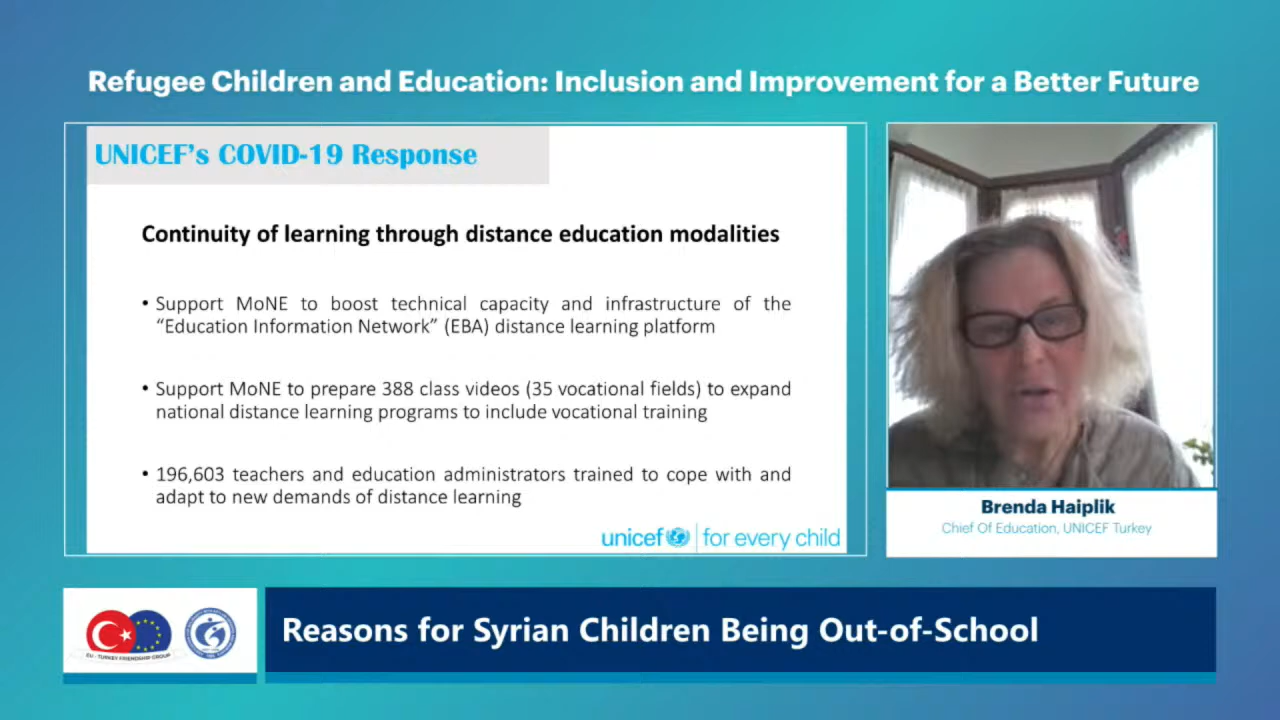 Refugee Children and Education: Inclusion and Improvement for a Better Future
UNICEF's COVID-19 Response
Continuity of learning through distance education modalities
• Support MoNE to boost technical capacity and infrastructure of the
“Education Information Network” (EBA) distance learning platform
• Support MoNE to prepare 388 class videos (35 vocational fields) to expand
national distance learning programs to include vocational training
• 196,603 teachers and education administrators trained to cope with and
adapt to new demands of distance learning
unicef | for every child
Brenda Haiplik
Chief Of Education, UNICEF Turkey
EU - TURKEY FRIENDSHIP GROUP
Reasons for Syrian Children Being Out-of-School